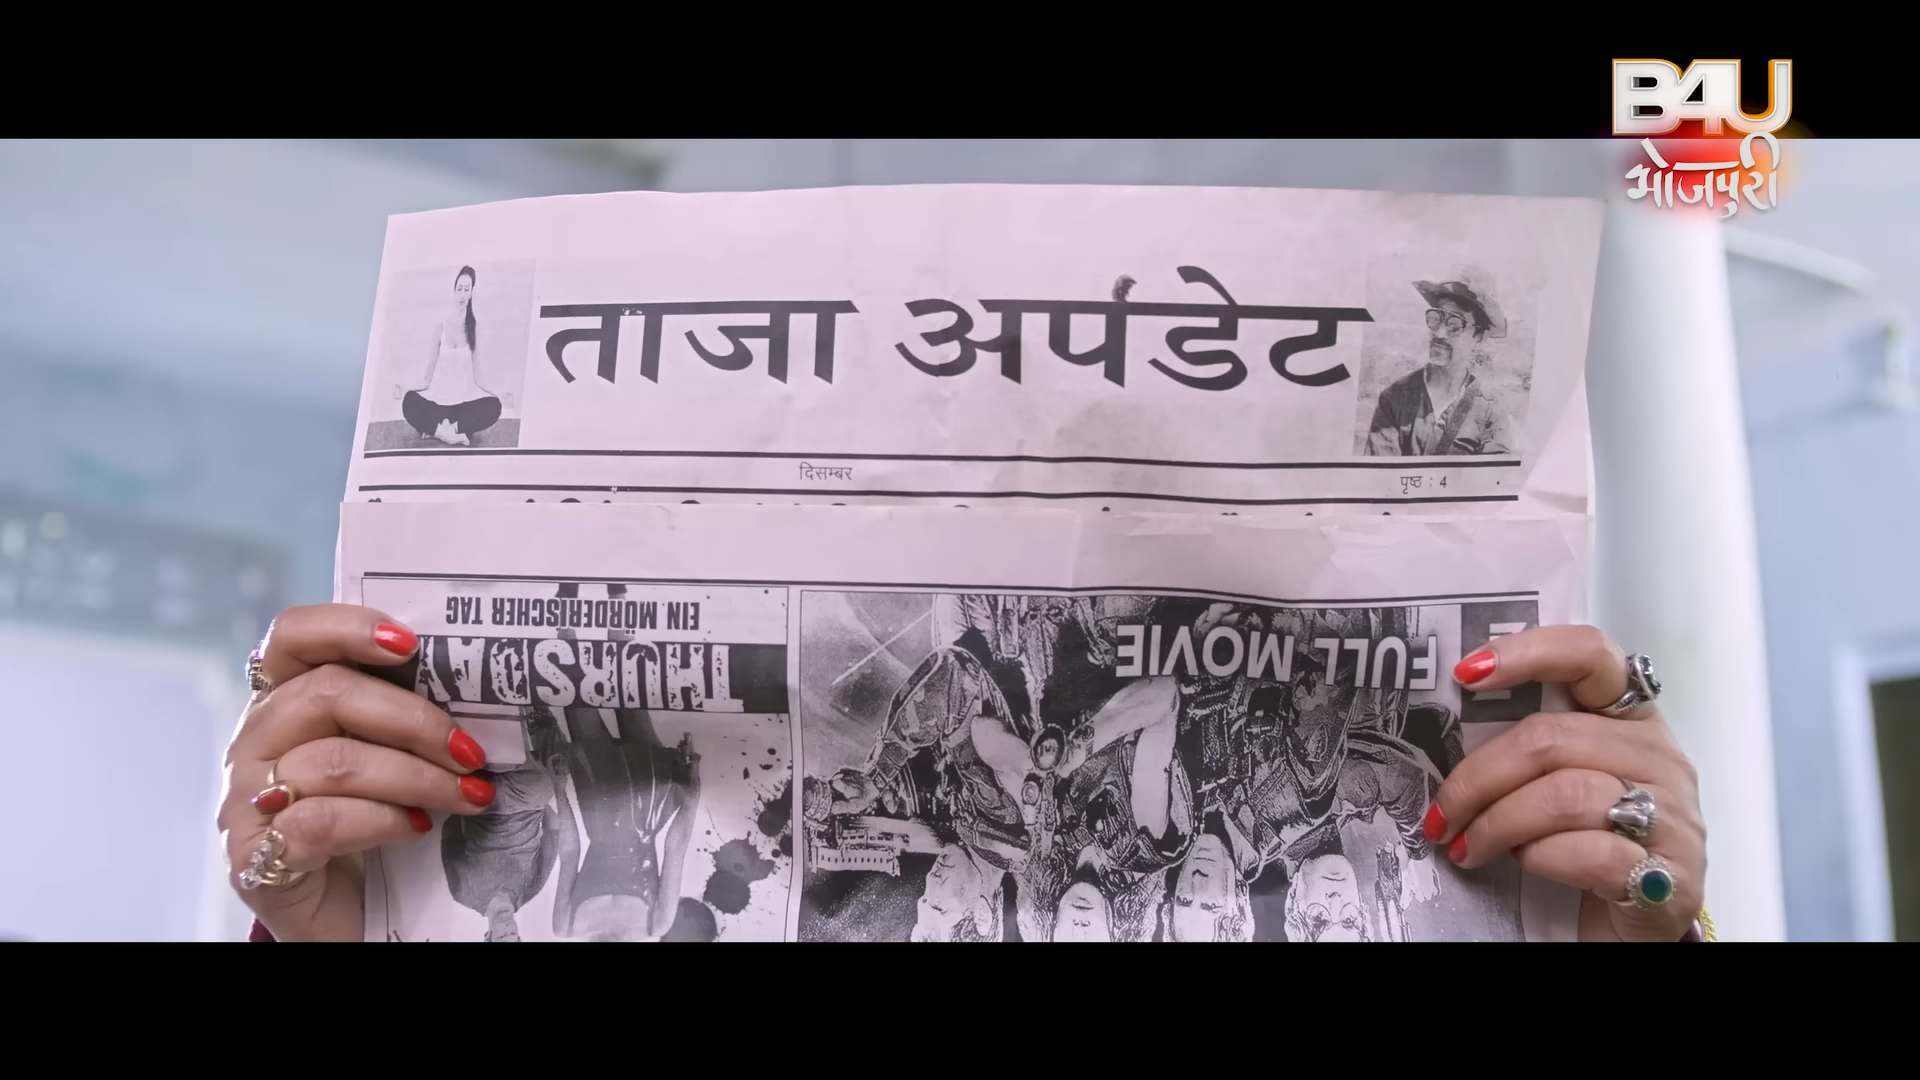 B4U
भोजपुरी
ताजा अपडेट
दिसम्बर
पृष्ठ : 4
EIN MÖRDERISCHER TAG
THURSDAY
FULL MOVIE